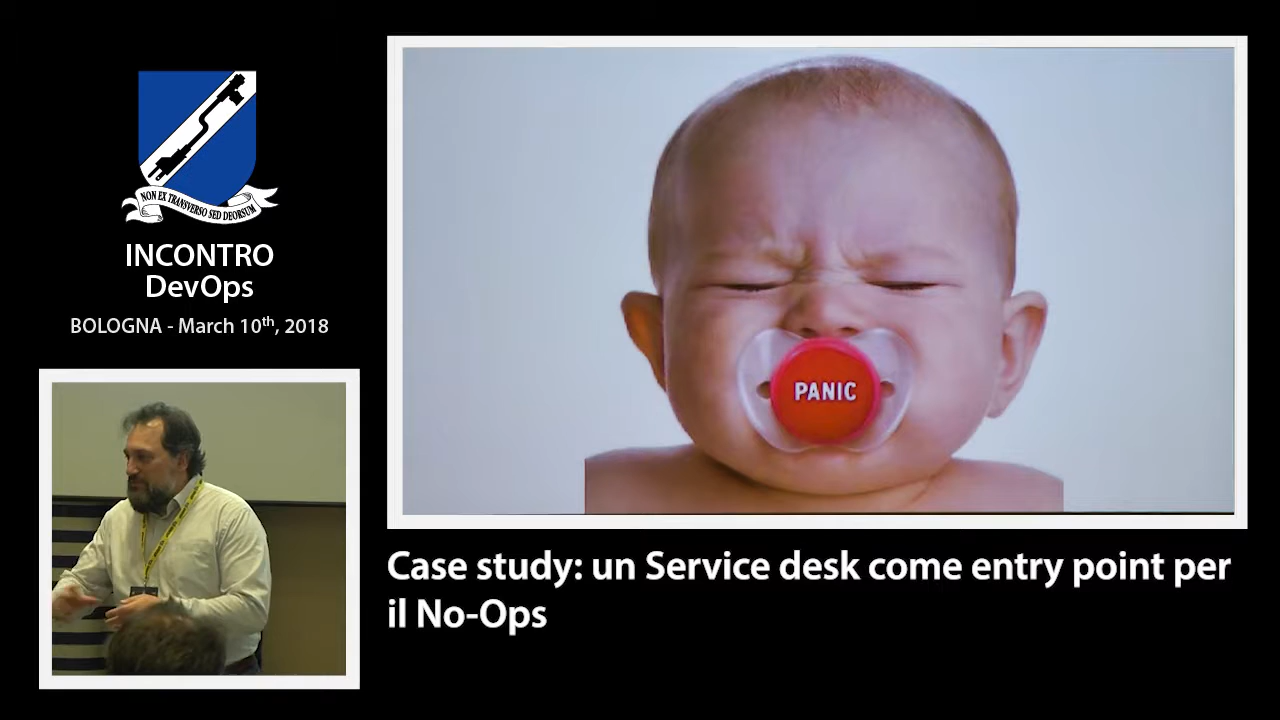 NON EX TRANSVERSO SED DEORSUM
INCONTRO
DevOps
BOLOGNA - March 10th, 2018
PANIC
Case study: un Service desk come entry point per
il No-Ops